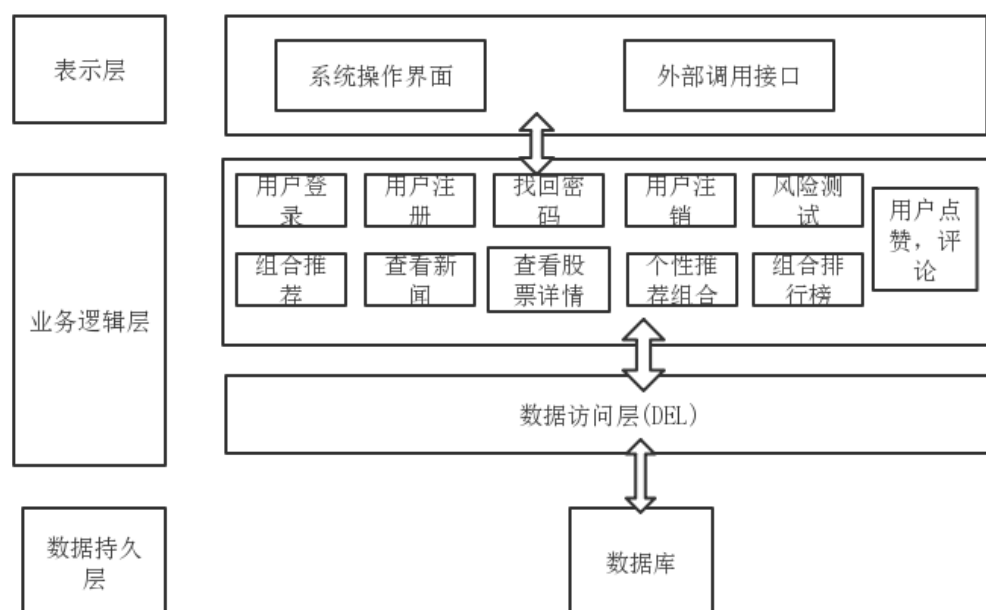 表示层
系统操作界面
外部调用接口
业务逻辑层
用户登
录
用户注
册
找回密
码
用户注
销
风险测
试
用户点
赞，评
论
组合推
荐
查看新
闻
查看股
票详情
个性推
荐组合
组合排
行榜
数据访问层(DEL)
数据持久
层
数据库